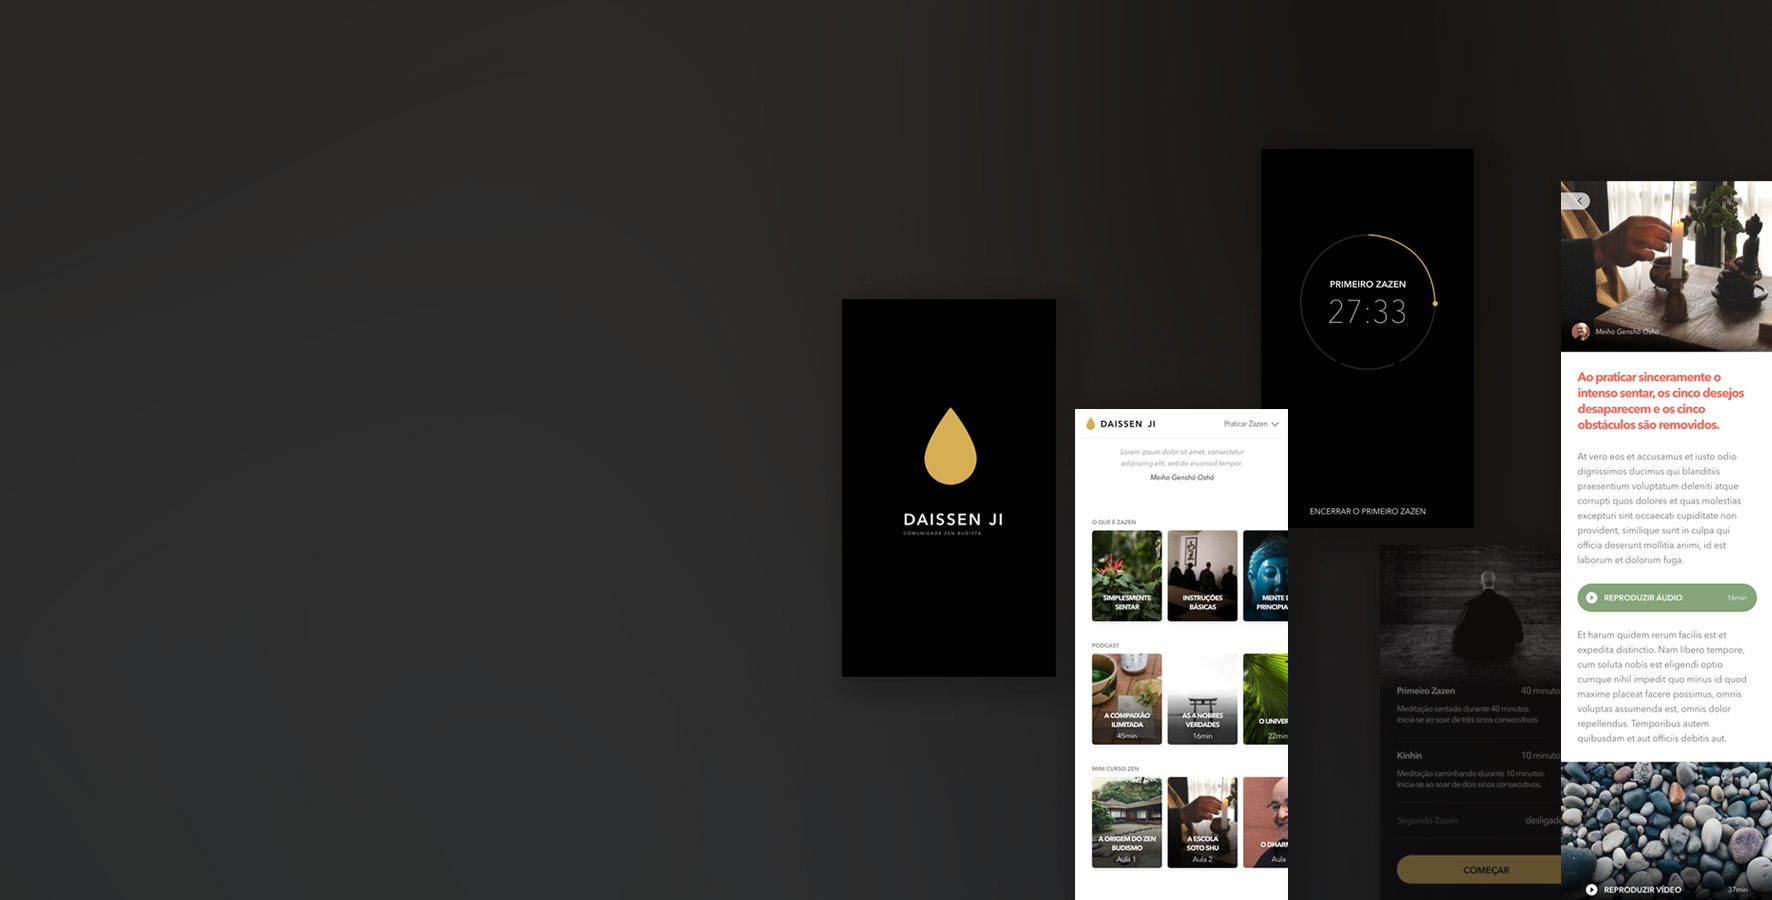 DAISSEN JI
COMUNIDADE ZEN BUDISTA
DAISSEN JI
Praticar Zazen
Lorem ipsum dolor sit amet, consectetur
adipiscing elit, sed do eiusmod tempor.
Meiho Genshō Oshō
O QUE É ZAZEN
SIMPLESMENTE
SENTAR
INSTRUÇÕES
BÁSICAS
MENTE D
PRINCIPIA
PODCAST
A COMPAIXÃO
ILIMITADA
45min
AS 4 NOBRES
VERDADES
16min
O UNIVER
22min
MINI CURSO ZEN
A ORIGEM DO ZEN
BUDISMO
Aula 1
A ESCOLA
SOTO SHU
Aula 2
O DHARM
Aula
PRIMEIRO ZAZEN
27:33
ENCERRAR O PRIMEIRO ZAZEN
Primeiro Zazen
40 minuto
Meditação sentado durante 40 minutos.
Inicia-se ao soar de três sinos consecutivos.
Kinhin
10 minuto
Meditação caminhando durante 10 minutos.
Inicia-se ao soar de dois sinos consecutivos.
Segundo Zazen
desligado
COMEÇAR
Meiho Genshō Oshō
Ao praticar sinceramente o
intenso sentar, os cinco desejos
desaparecem e os cinco
obstáculos são removidos.
At vero eos et accusamus et iusto odio
dignissimos ducimus qui blanditiis
praesentium voluptatum deleniti atque
corrupti quos dolores et quas molestias
excepturi sint occaecati cupiditate non
provident, similique sunt in culpa qui
officia deserunt mollitia animi, id est
laborum et dolorum fuga.
REPRODUZIR ÁUDIO
16min
Et harum quidem rerum facilis est et
expedita distinctio. Nam libero tempore,
cum soluta nobis est eligendi optio
cumque nihil impedit quo minus id quod
maxime placeat facere possimus, omnis
voluptas assumenda est, omnis dolor
repellendus. Temporibus autem
quibusdam et aut officiis debitis aut.
REPRODUZIR VÍDEO
37min